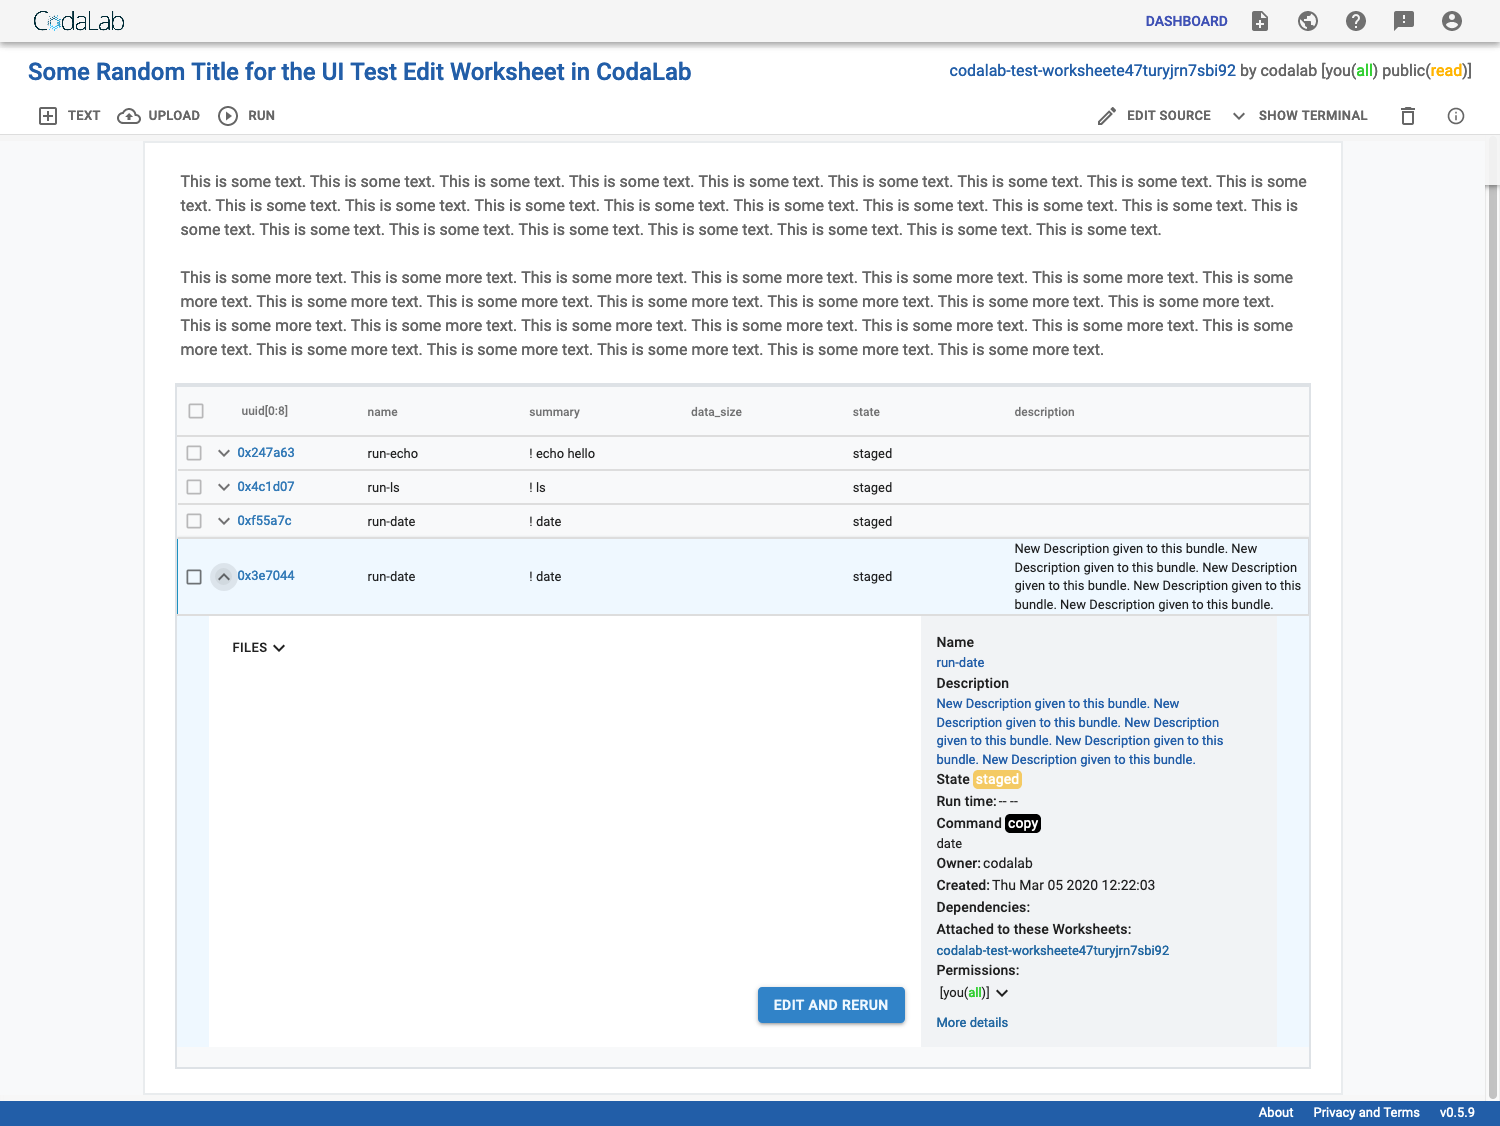 CodaLab
DASHBOARD
Some Random Title for the UI Test Edit Worksheet in CodaLab
codalab-test-worksheete47turyjrn7sbi92 by codalab [you(all) public(read)]
TEXT UPLOAD RUN
EDIT SOURCE SHOW TERMINAL
This is some text. This is some text. This is some text. This is some text. This is some text. This is some text. This is some text. This is some text. This is some
text. This is some text. This is some text. This is some text. This is some text. This is some text. This is some text. This is some text. This is some text. This is
some text. This is some text. This is some text. This is some text. This is some text. This is some text. This is some text. This is some text.
This is some more text. This is some more text. This is some more text. This is some more text. This is some more text. This is some more text. This is some
more text. This is some more text. This is some more text. This is some more text. This is some more text. This is some more text. This is some more text.
This is some more text. This is some more text. This is some more text. This is some more text. This is some more text. This is some more text. This is some
more text. This is some more text. This is some more text. This is some more text. This is some more text. This is some more text.
uuid[0:8] name summary data_size state description
0x247a63 run-echo ! echo hello staged
0x4c1d07 run-ls ! ls staged
0xf55a7c run-date ! date staged
0x3e7044 run-date ! date staged
New Description given to this bundle. New
Description given to this bundle. New Description
given to this bundle. New Description given to this
bundle. New Description given to this bundle.
FILES
Name
run-date
Description
New Description given to this bundle. New
Description given to this bundle. New Description
given to this bundle. New Description given to this
bundle. New Description given to this bundle.
State staged
Run time: -- --
Command copy
date
Owner: codalab
Created: Thu Mar 05 2020 12:22:03
Dependencies:
Attached to these Worksheets:
codalab-test-worksheete47turyjrn7sbi92
Permissions:
[you(all)]
More details
EDIT AND RERUN
About Privacy and Terms v0.5.9